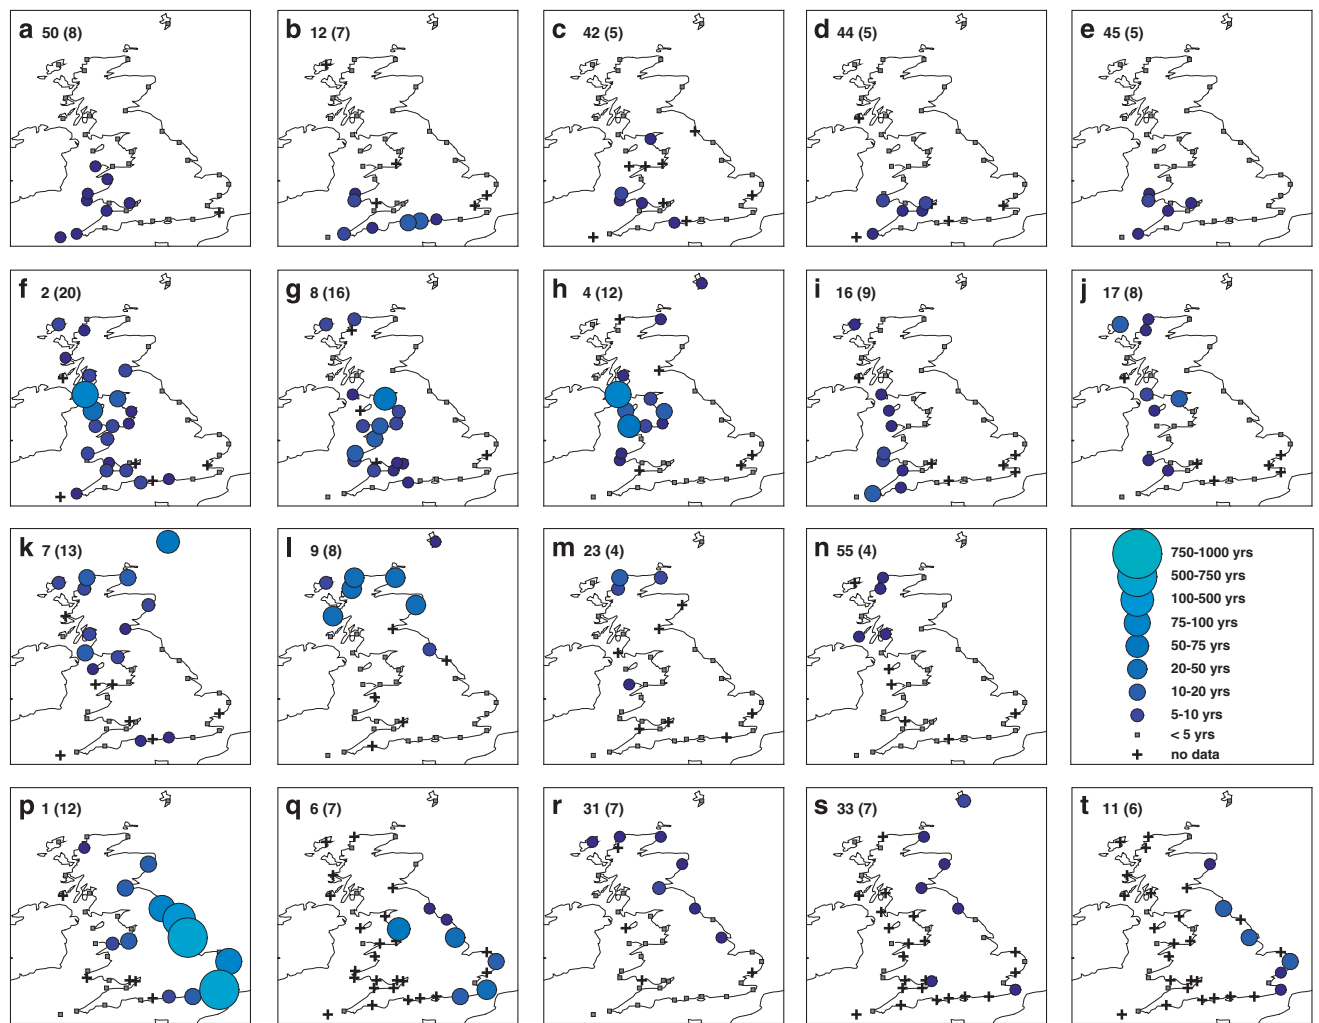 a 50 (8)
b 12 (7)
c 42 (5)
d 44 (5)
e 45 (5)
f 2 (20)
g 8 (16)
h 4 (12)
i 16 (9)
j 17 (8)
k 7 (13)
l 9 (8)
m 23 (4)
n 55 (4)
750-1000 yrs
500-750 yrs
100-500 yrs
75-100 yrs
50-75 yrs
20-50 yrs
10-20 yrs
5-10 yrs
< 5 yrs
no data
p 1 (12)
q 6 (7)
r 31 (7)
s 33 (7)
t 11 (6)